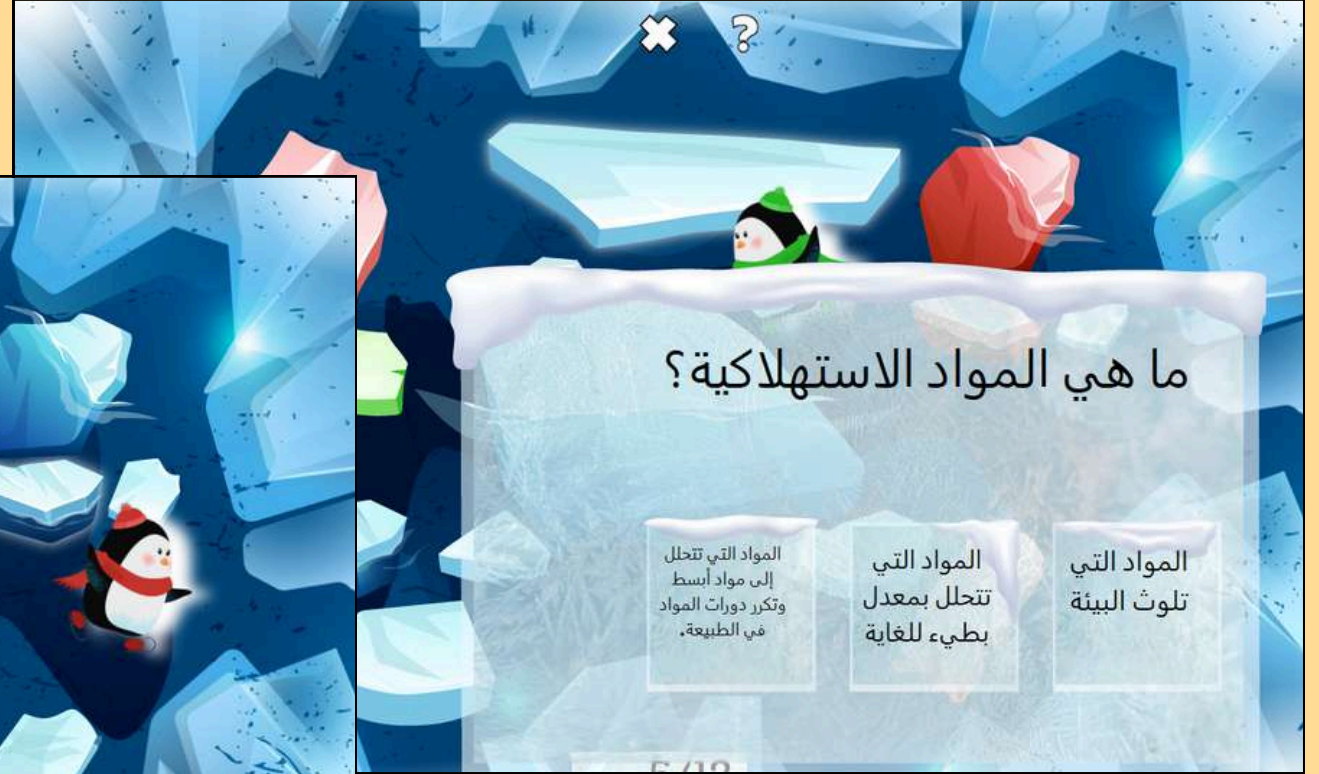 ما هي المواد الاستهلاكية؟
المواد التي
تلوث البيئة
المواد التي
تتحلل بمعدل
بطيء للغاية
المواد التي تتحلل
إلى مواد أبسط
وتكرر دورات المواد
في الطبيعة.